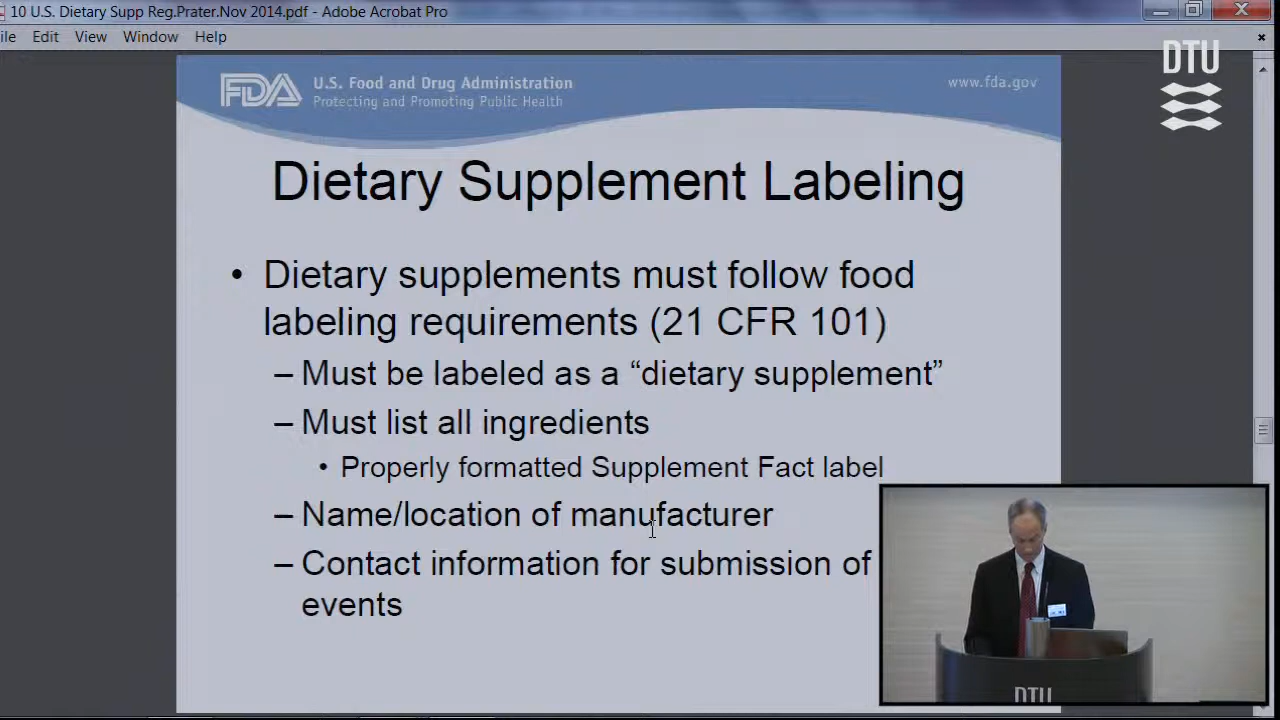 10 U.S. Dietary Supp Reg.Prater.Nov 2014.pdf - Adobe Acrobat Pro
ile Edit View Window Help
DTU
FDA U.S. Food and Drug Administration
Protecting and Promoting Public Health
www.fda.gov
Dietary Supplement Labeling
• Dietary supplements must follow food
labeling requirements (21 CFR 101)
– Must be labeled as a “dietary supplement”
– Must list all ingredients
• Properly formatted Supplement Fact label
– Name/location of manufacturer
– Contact information for submission of
events
DTU